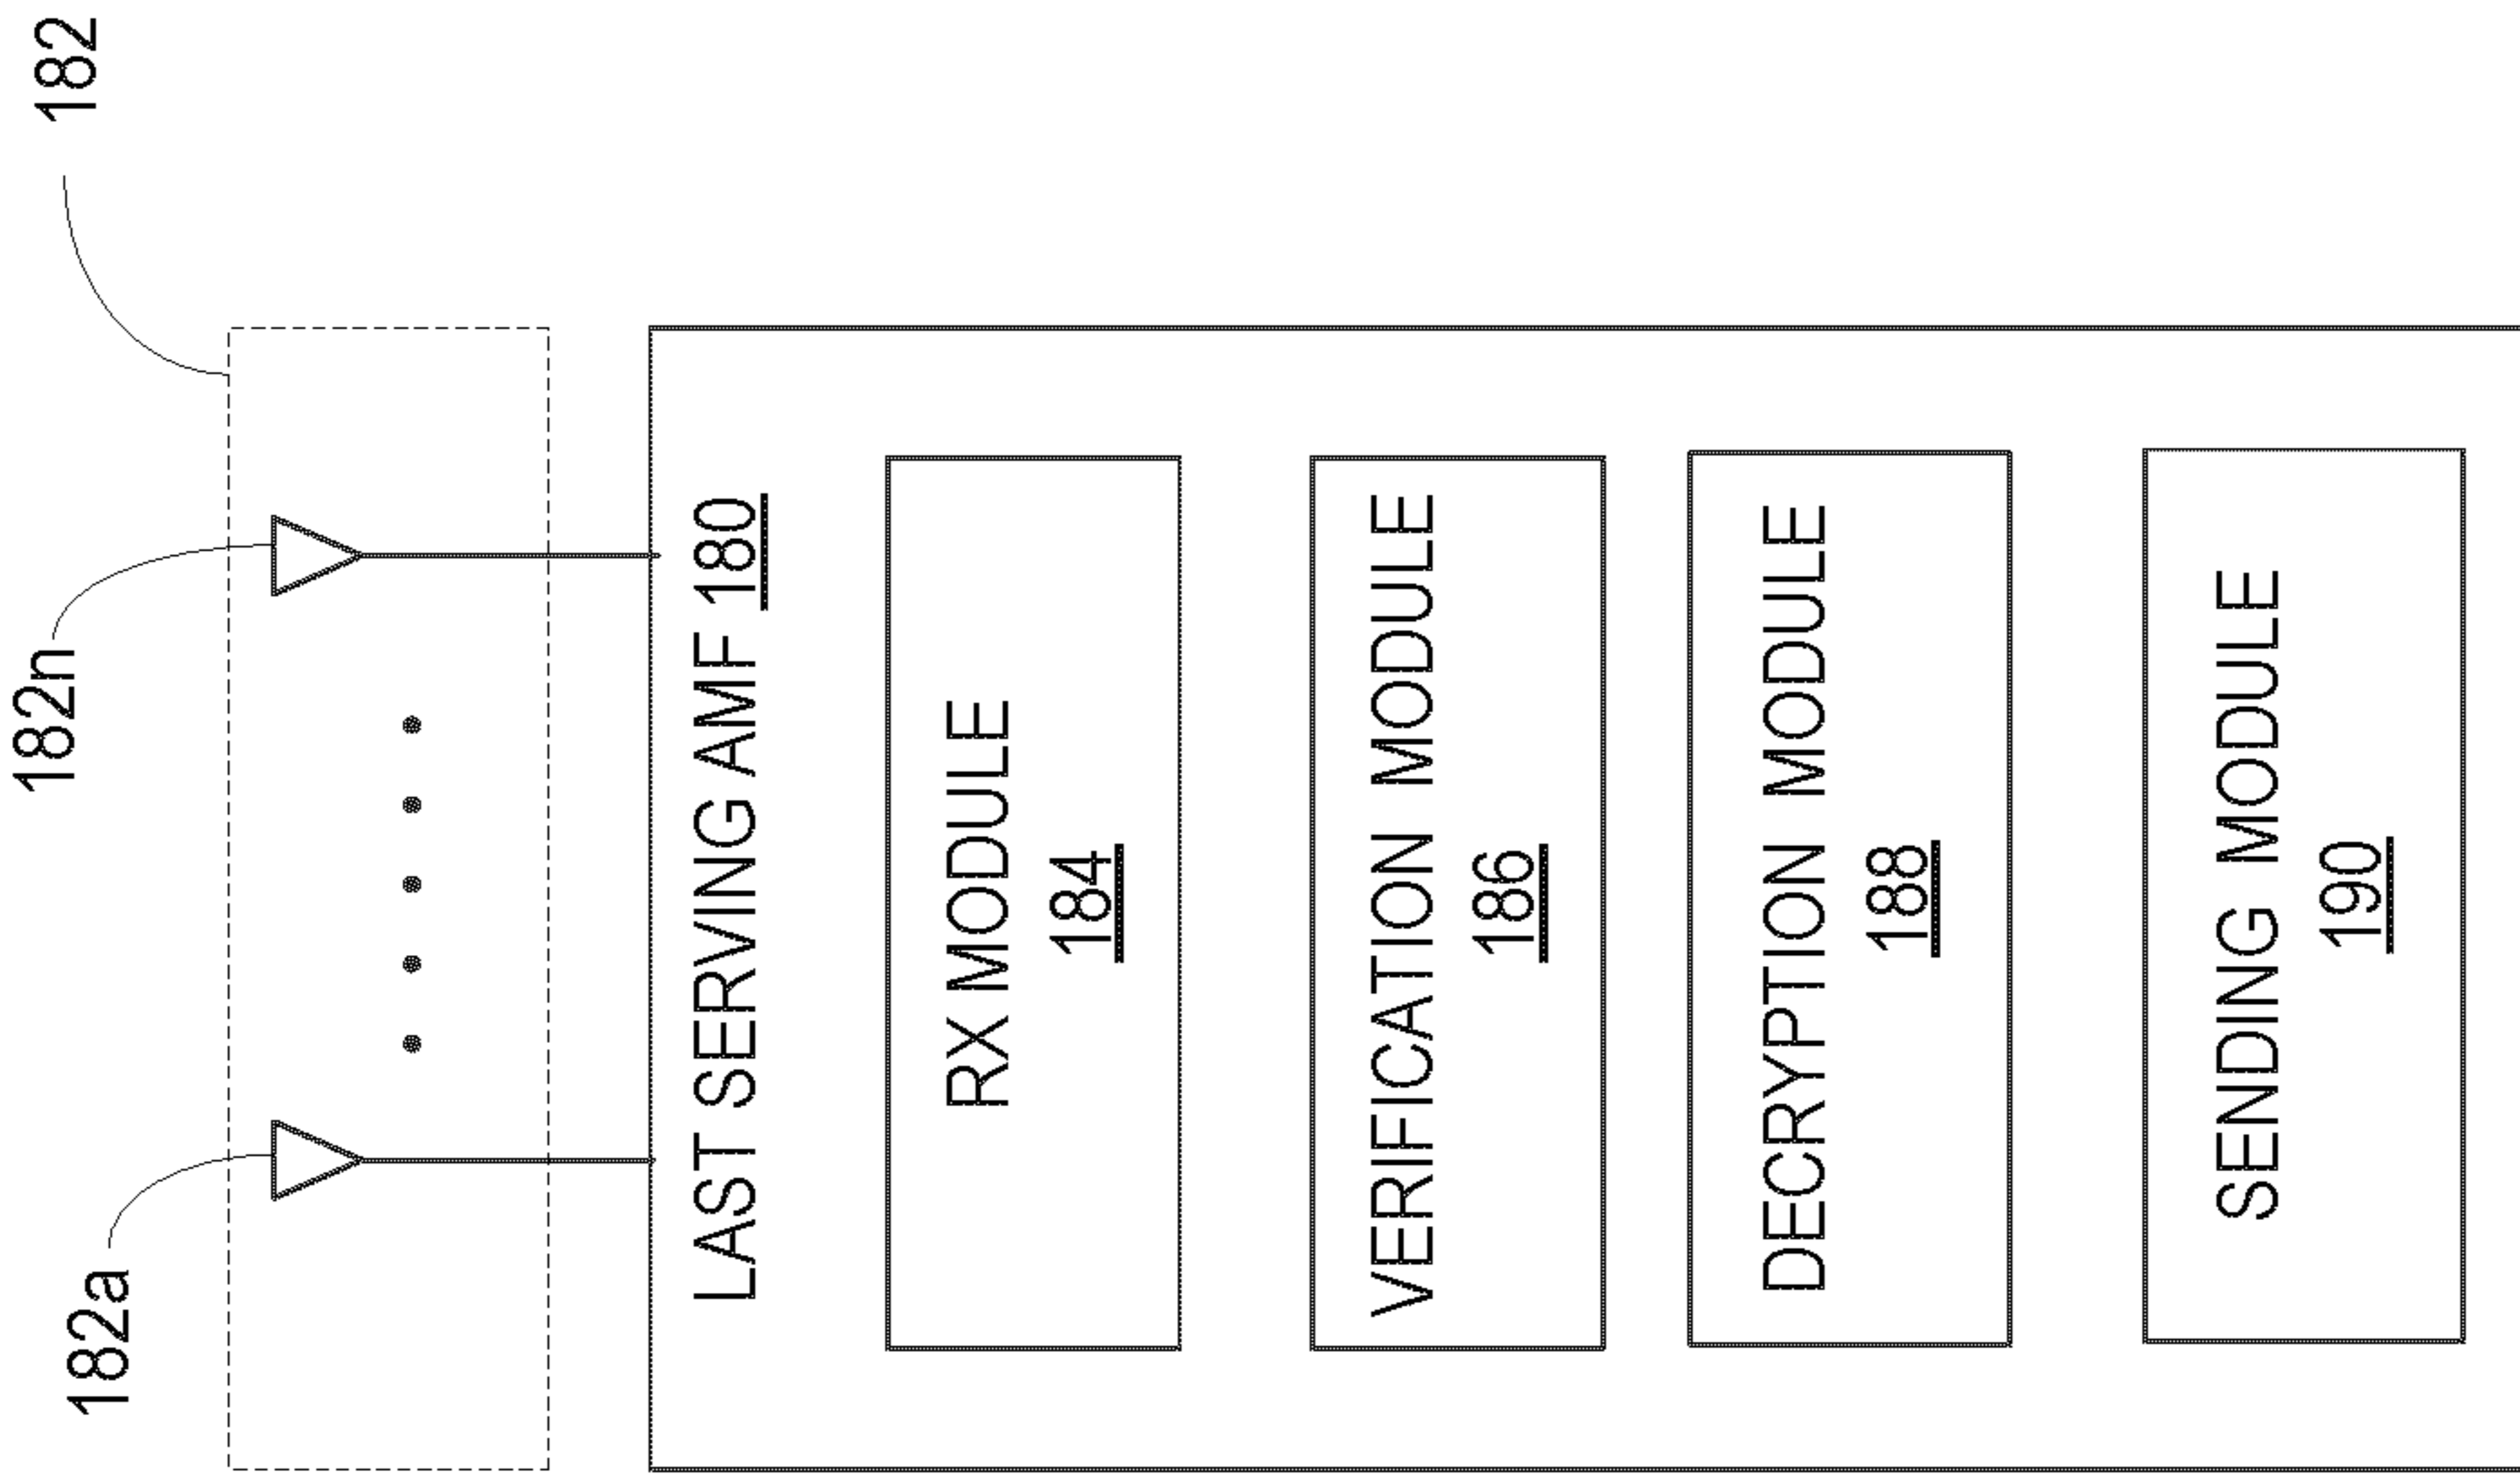 182
182n
182a
LAST SERVING AMF 180
RX MODULE
184
VERIFICATION MODULE
186
DECRYPTION MODULE
188
SENDING MODULE
190